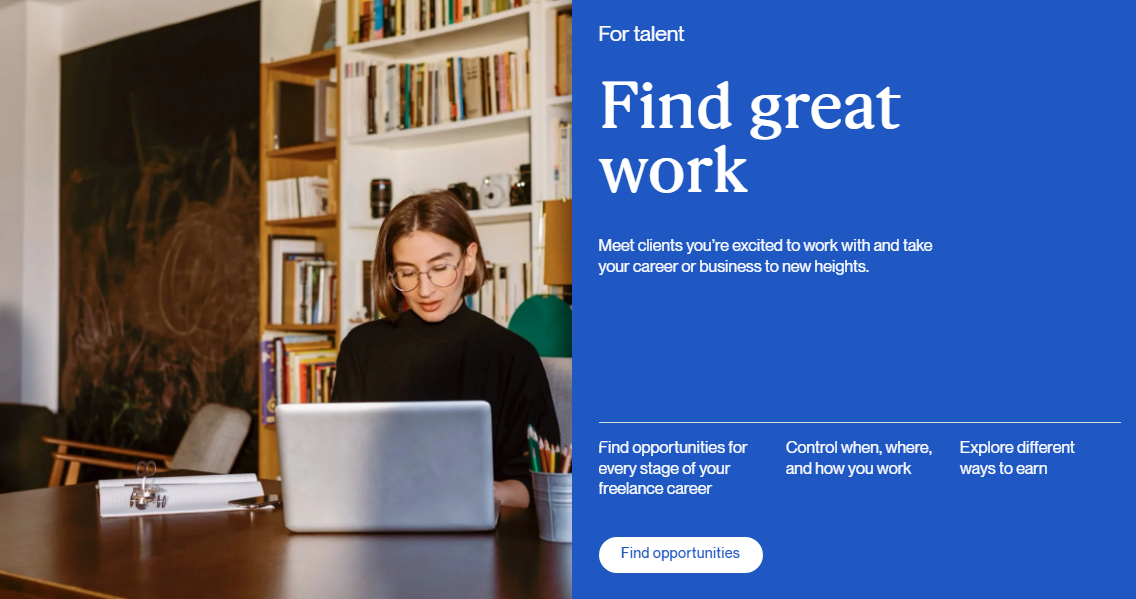 For talent
Find great
work
Meet clients you’re excited to work with and take
your career or business to new heights.
Find opportunities for
every stage of your
freelance career
Control when, where,
and how you work
Explore different
ways to earn
Find opportunities